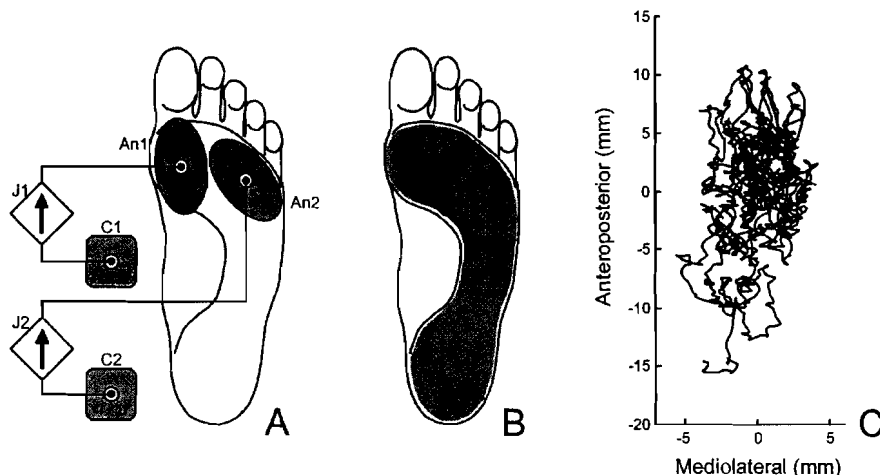 An1
An2
J1
C1
J2
C2
A
B
C
15
10
5
0
-5
-10
-15
-20
Anteroposterior (mm)
-5
0
5
Mediolateral (mm)